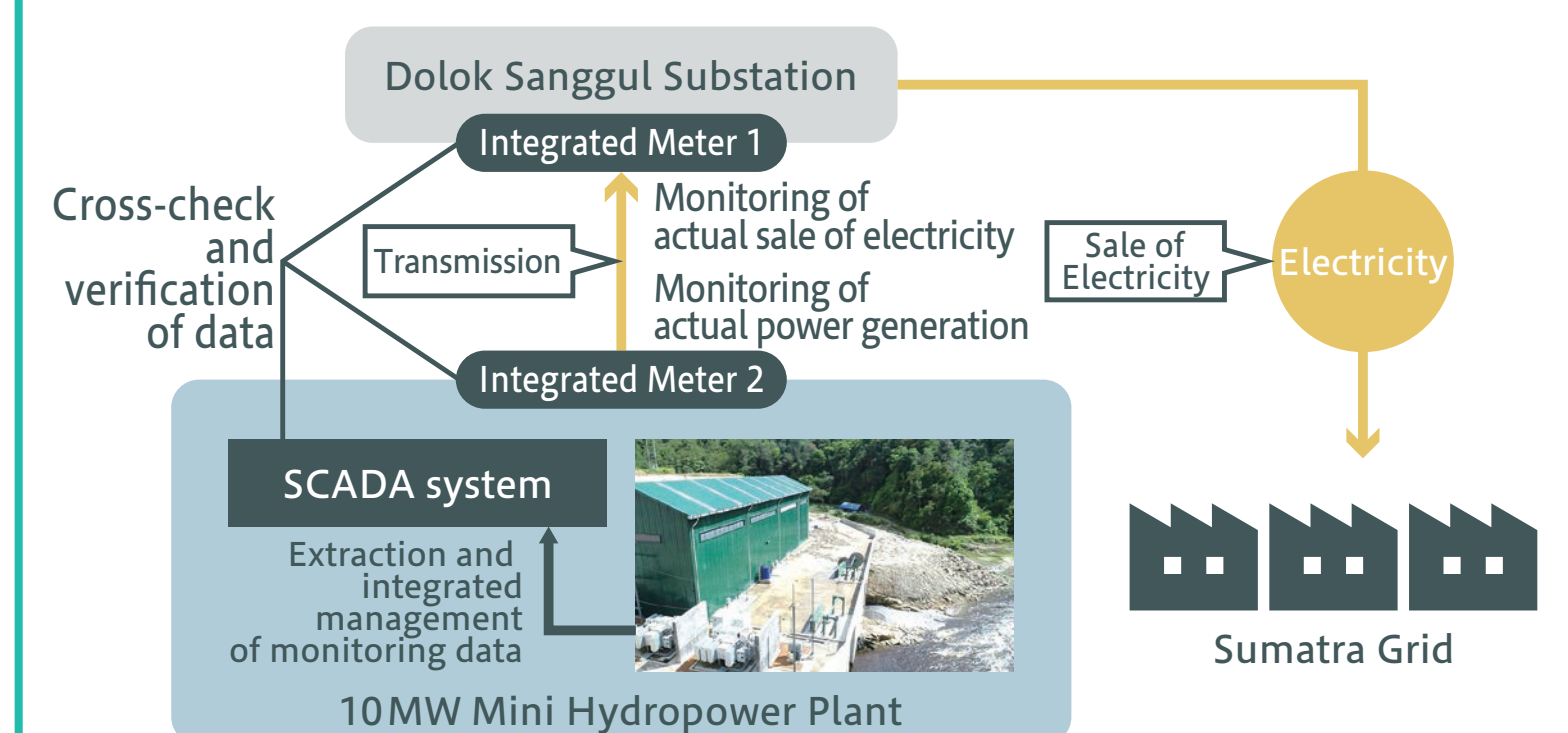 Dolok Sanggul Substation
Integrated Meter 1
Cross-check
and
verification
of data
Transmission
Monitoring of
actual sale of electricity
Monitoring of
actual power generation
Sale of
Electricity
Electricity
Integrated Meter 2
SCADA system
Extraction and
integrated
management
of monitoring data
10MW Mini Hydropower Plant
Sumatra Grid